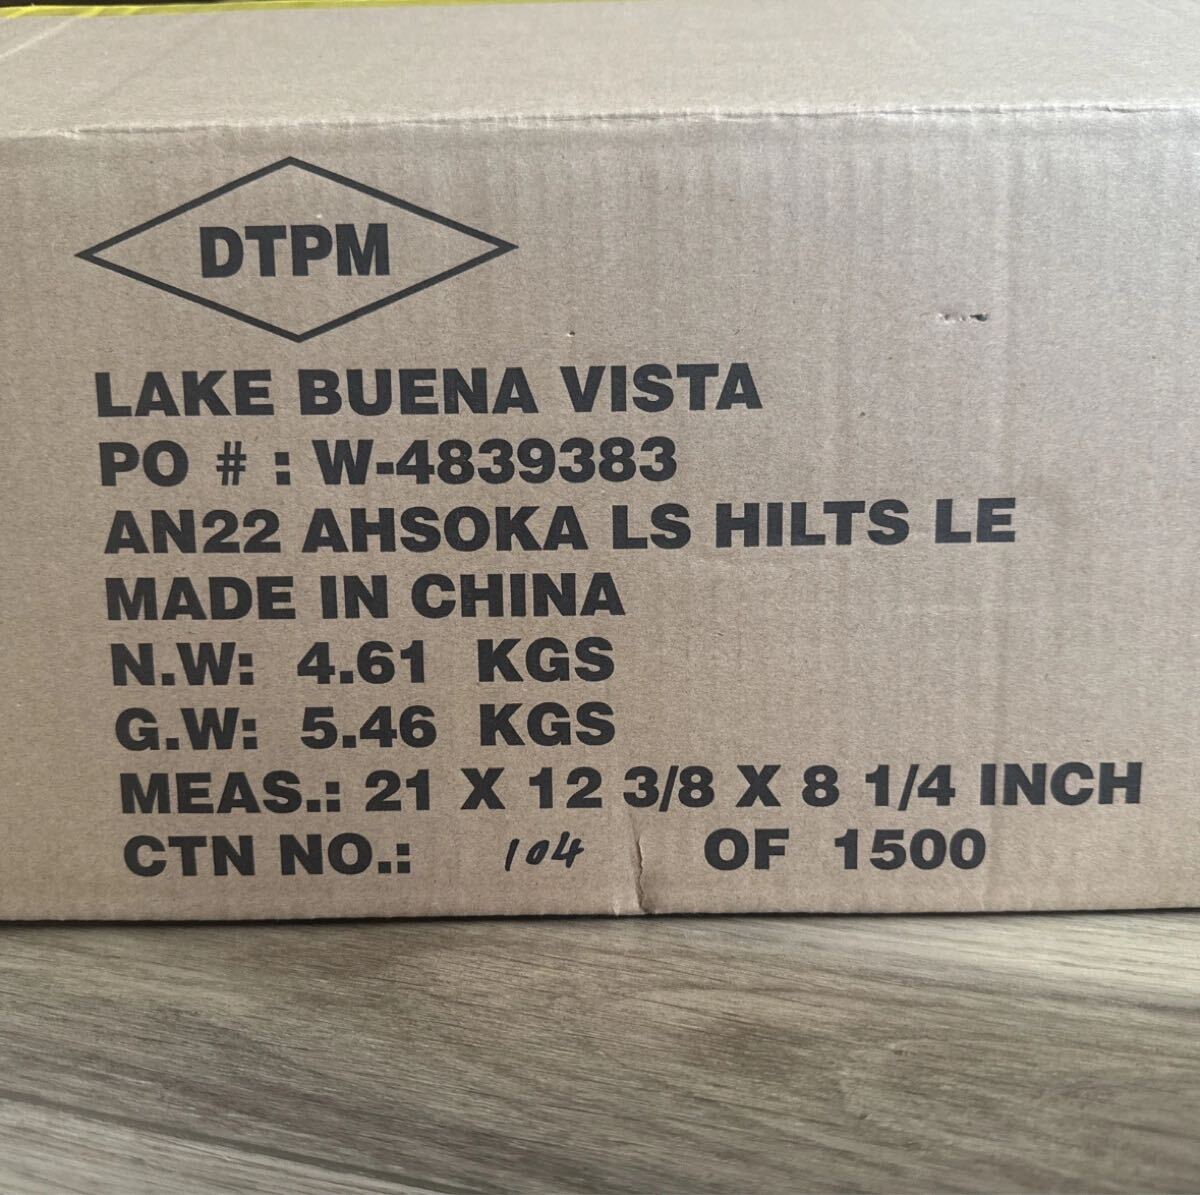 DTPM
LAKE BUENA VISTA
PO # : W-4839383
AN22 AHSOKA LS HILTS LE
MADE IN CHINA
N.W: 4.61 KGS
G.W: 5.46 KGS
MEAS.: 21 X 12 3/8 X 8 1/4 INCH
CTN NO.: 104 OF 1500